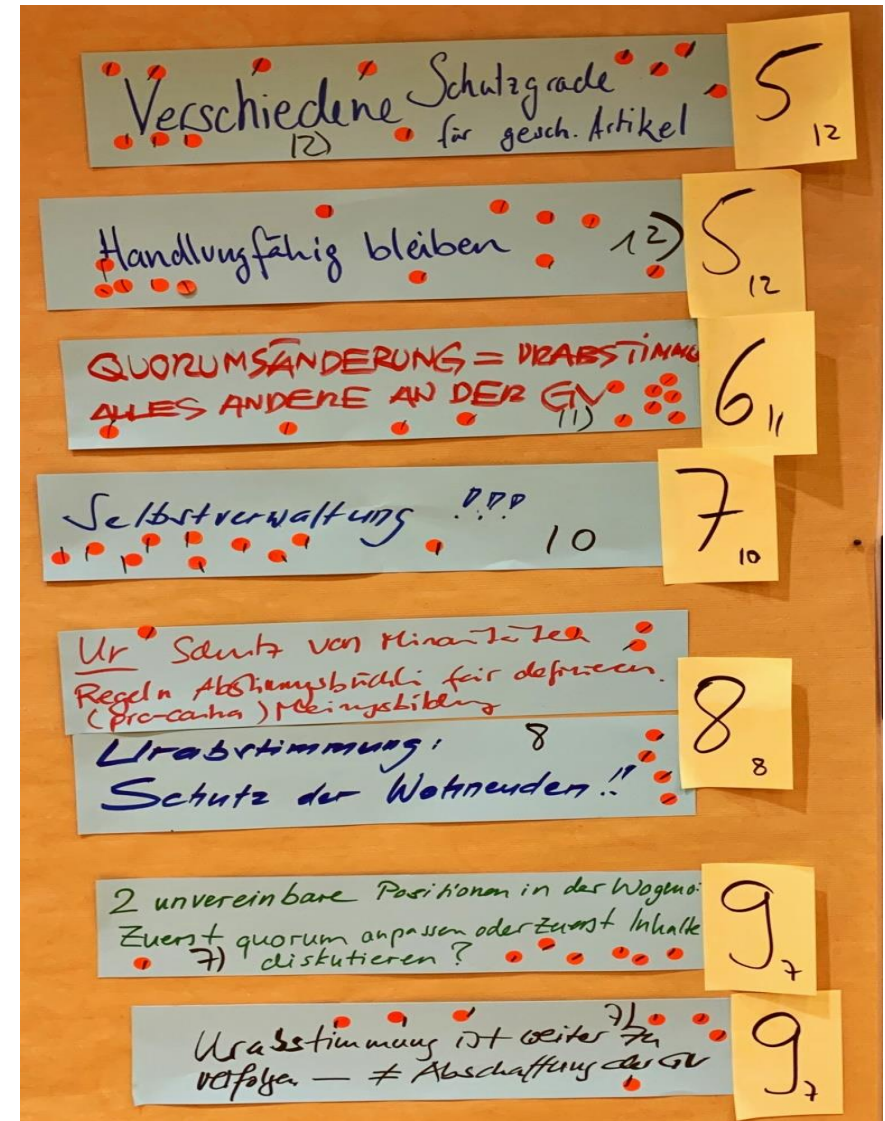 Verschiedene Schutzgrade
für gesch. Artikel
12)
5
12
Handlungfähig bleiben 12)
5
12
QUORUMSÄNDERUNG = URABSTIMMU
ALLES ANDERE AN DER GV
11)
6
11
Selbstverwaltung !!!
10
7
10
Ur Schutz von Minoritäten
Regeln fair definieren.
(pro-contra) Meinungsbildung
8
Urabstimmung:
Schutz der Wohnenden!!
8
8
2 unvereinbare Positionen in der Wogeno:
Zuerst quorum anpassen oder zuerst Inhalte
7) diskutieren?
9
7
Urabstimmung ist weiter zu
7)
verfolgen — ≠ Abschaffung der GV
9
7